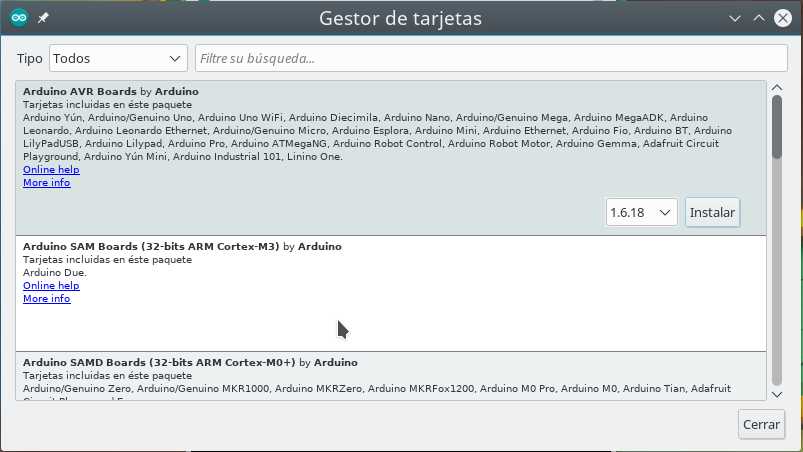 Gestor de tarjetas
Tipo Todos Filtre su búsqueda...
Arduino AVR Boards by Arduino
Tarjetas incluidas en éste paquete
Arduino Yún, Arduino/Genuino Uno, Arduino Uno WiFi, Arduino Diecimila, Arduino Nano, Arduino/Genuino Mega, Arduino MegaADK, Arduino
Leonardo, Arduino Leonardo Ethernet, Arduino/Genuino Micro, Arduino Esplora, Arduino Mini, Arduino Ethernet, Arduino Fio, Arduino BT, Arduino
LilyPadUSB, Arduino Lilypad, Arduino Pro, Arduino ATMegaNG, Arduino Robot Control, Arduino Robot Motor, Arduino Gemma, Adafruit Circuit
Playground, Arduino Yún Mini, Arduino Industrial 101, Linino One.
Online help
More info
1.6.18 Instalar
Arduino SAM Boards (32-bits ARM Cortex-M3) by Arduino
Tarjetas incluidas en éste paquete
Arduino Due.
Online help
More info
Arduino SAMD Boards (32-bits ARM Cortex-M0+) by Arduino
Tarjetas incluidas en éste paquete
Arduino/Genuino Zero, Arduino/Genuino MKR1000, Arduino MKRZero, Arduino MKRFox1200, Arduino M0 Pro, Arduino M0, Arduino Tian, Adafruit
Cerrar